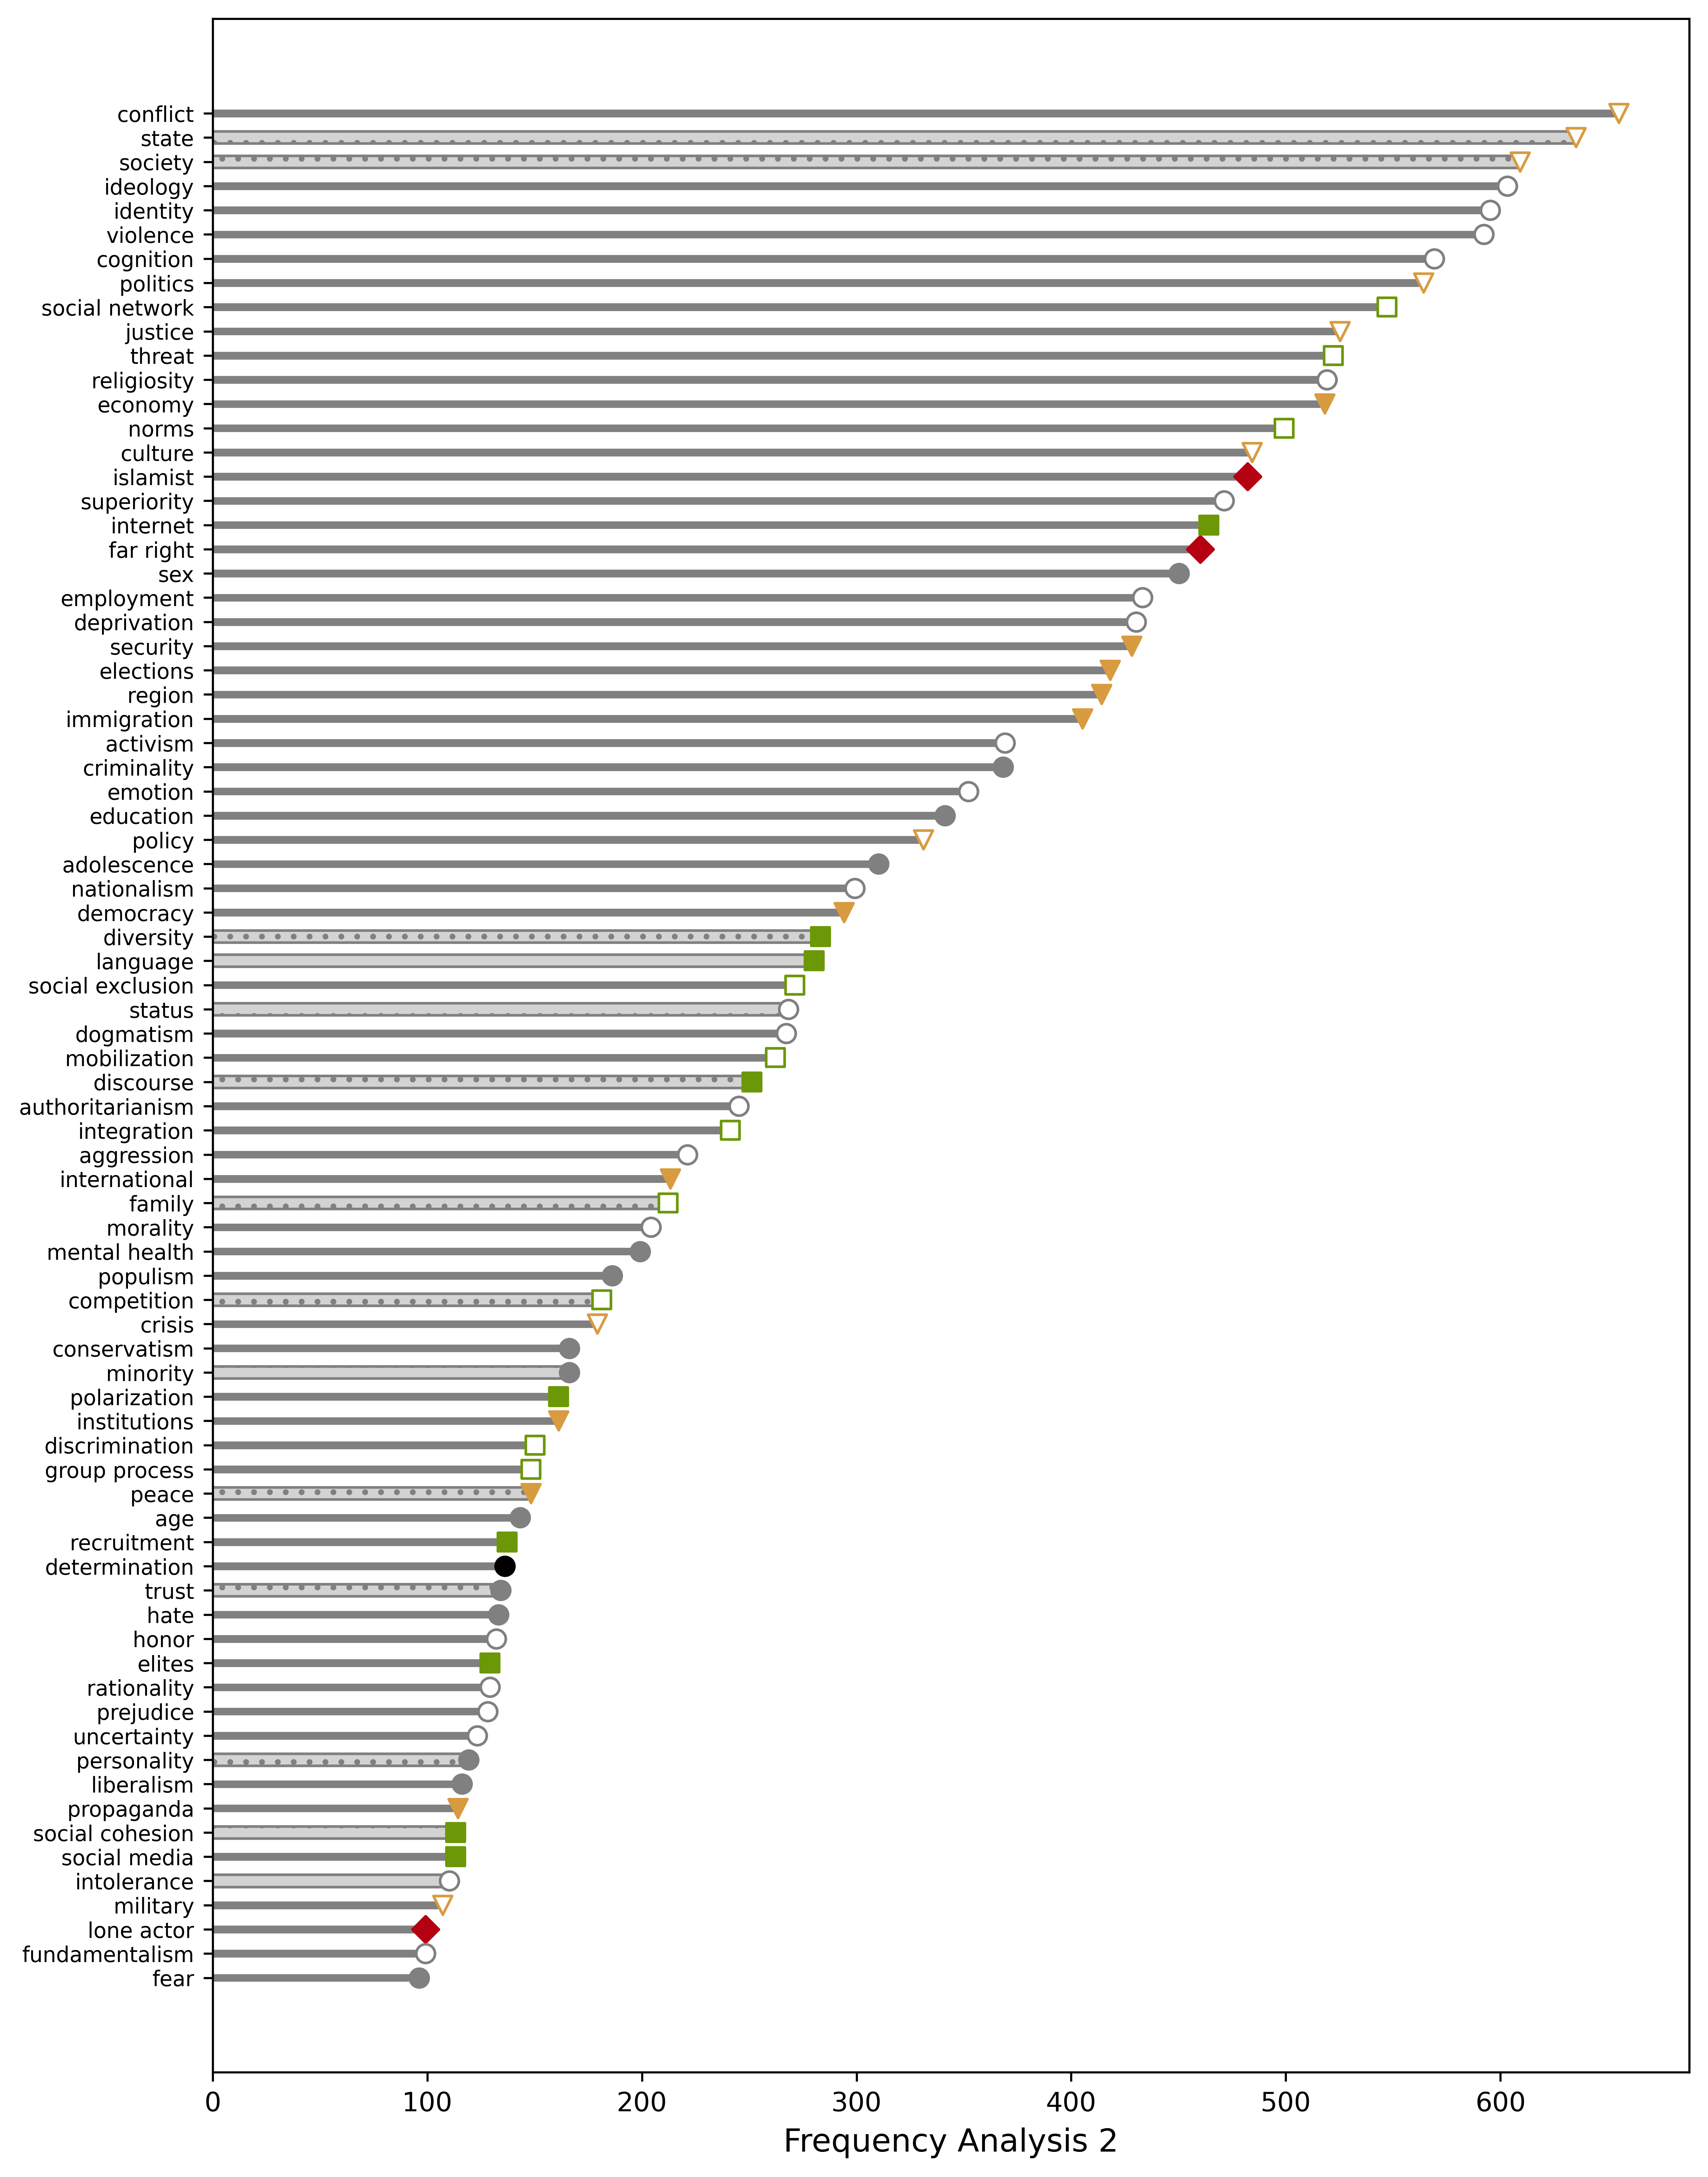 conflict
state
society
ideology
identity
violence
cognition
politics
social network
justice
threat
religiosity
economy
norms
culture
islamist
superiority
internet
far right
sex
employment
deprivation
security
elections
region
immigration
activism
criminality
emotion
education
policy
adolescence
nationalism
democracy
diversity
language
social exclusion
status
dogmatism
mobilization
discourse
authoritarianism
integration
aggression
international
family
morality
mental health
populism
competition
crisis
conservatism
minority
polarization
institutions
discrimination
group process
peace
age
recruitment
determination
trust
hate
honor
elites
rationality
prejudice
uncertainty
personality
liberalism
propaganda
social cohesion
social media
intolerance
military
lone actor
fundamentalism
fear
0 100 200 300 400 500 600
Frequency Analysis 2